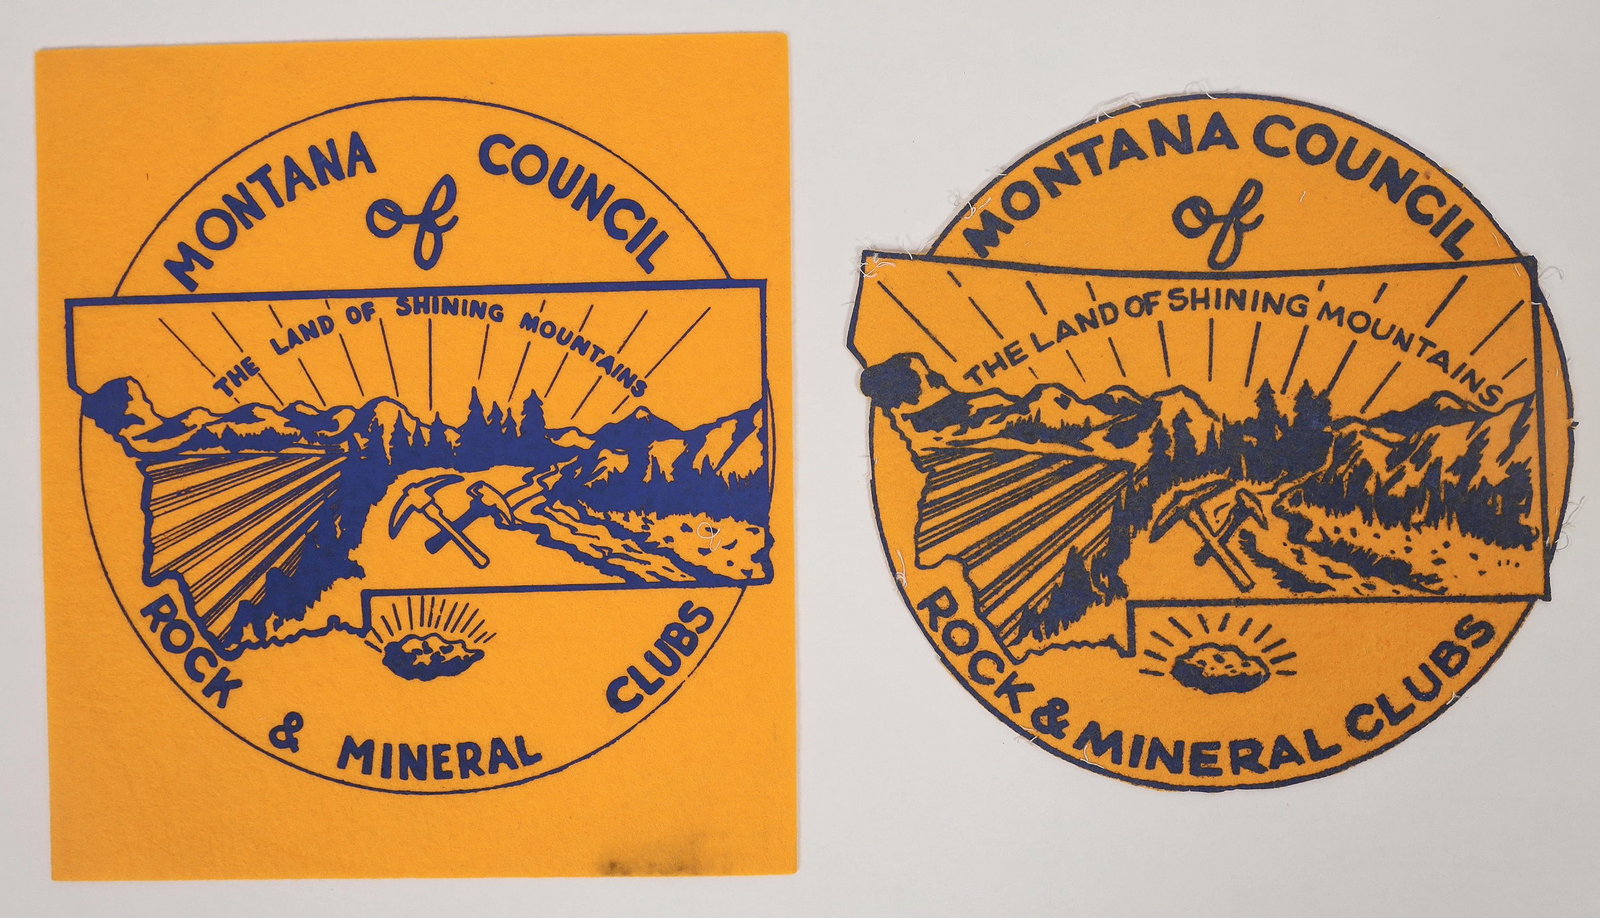 MONTANA COUNCIL
of
THE LAND OF SHINING MOUNTAINS
ROCK & MINERAL CLUBS
MONTANA COUNCIL
of
THE LAND OF SHINING MOUNTAINS
ROCK & MINERAL CLUBS